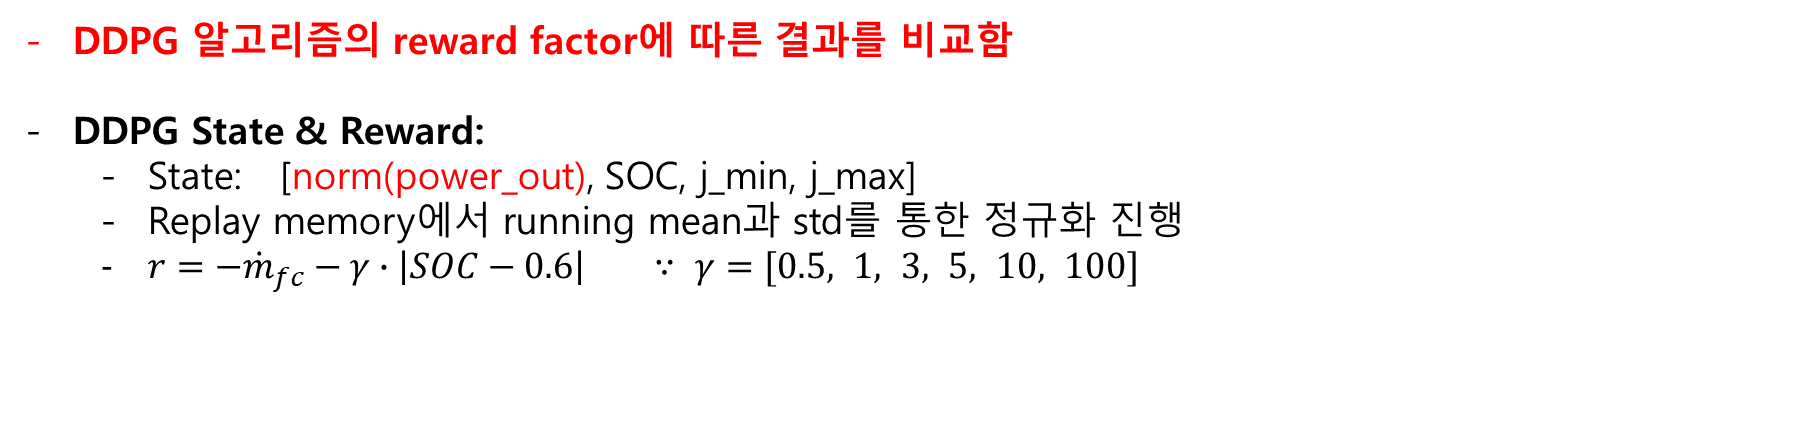 - DDPG 알고리즘의 reward factor에 따른 결과를 비교함
- DDPG State & Reward:
- State: [norm(power_out), SOC, j_min, j_max]
- Replay memory에서 running mean과 std를 통한 정규화 진행
- r = −ṁ_fc − γ · |SOC − 0.6| ∵ γ = [0.5, 1, 3, 5, 10, 100]